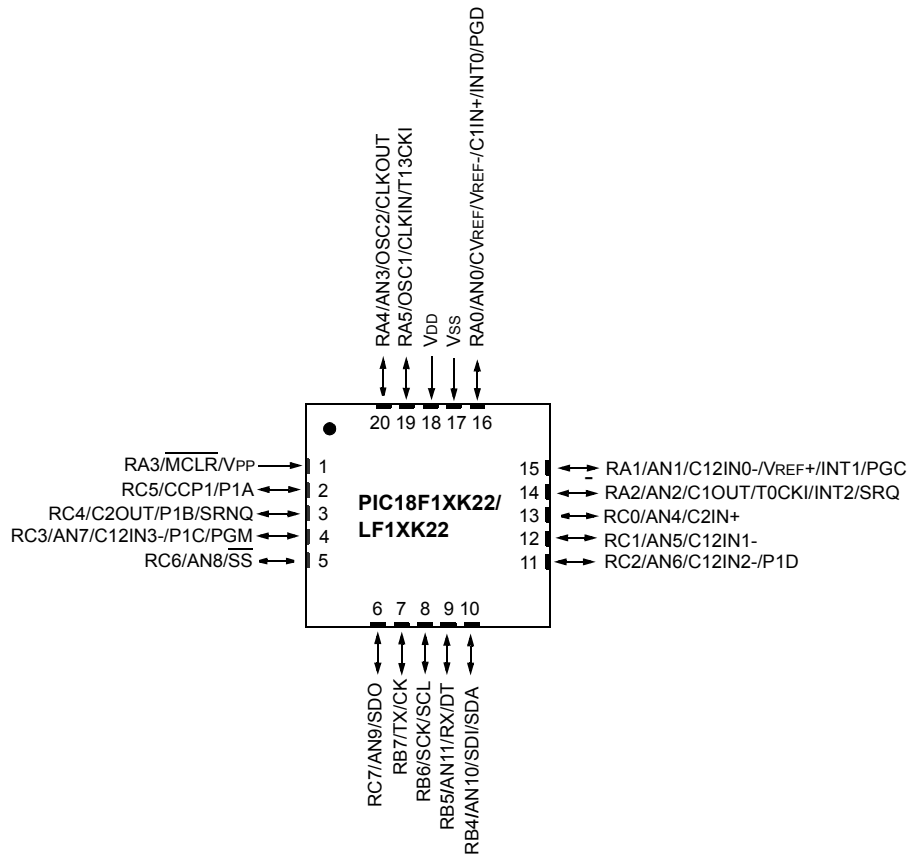 RA4/AN3/OSC2/CLKOUT
RA5/OSC1/CLKIN/T13CKI
VDD
VSS
RA0/AN0/CVREF/VREF-/C1IN+/INT0/PGD
20 19 18 17 16
RA3/MCLR/VPP
1
RC5/CCP1/P1A
2
RC4/C2OUT/P1B/SRNQ
3
RC3/AN7/C12IN3-/P1C/PGM
4
RC6/AN8/SS
5
PIC18F1XK22/
LF1XK22
15
RA1/AN1/C12IN0-/VREF+/INT1/PGC
14
RA2/AN2/C1OUT/T0CKI/INT2/SRQ
13
RC0/AN4/C2IN+
12
RC1/AN5/C12IN1-
11
RC2/AN6/C12IN2-/P1D
6 7 8 9 10
RC7/AN9/SDO
RB7/TX/CK
RB6/SCK/SCL
RB5/AN11/RX/DT
RB4/AN10/SDI/SDA